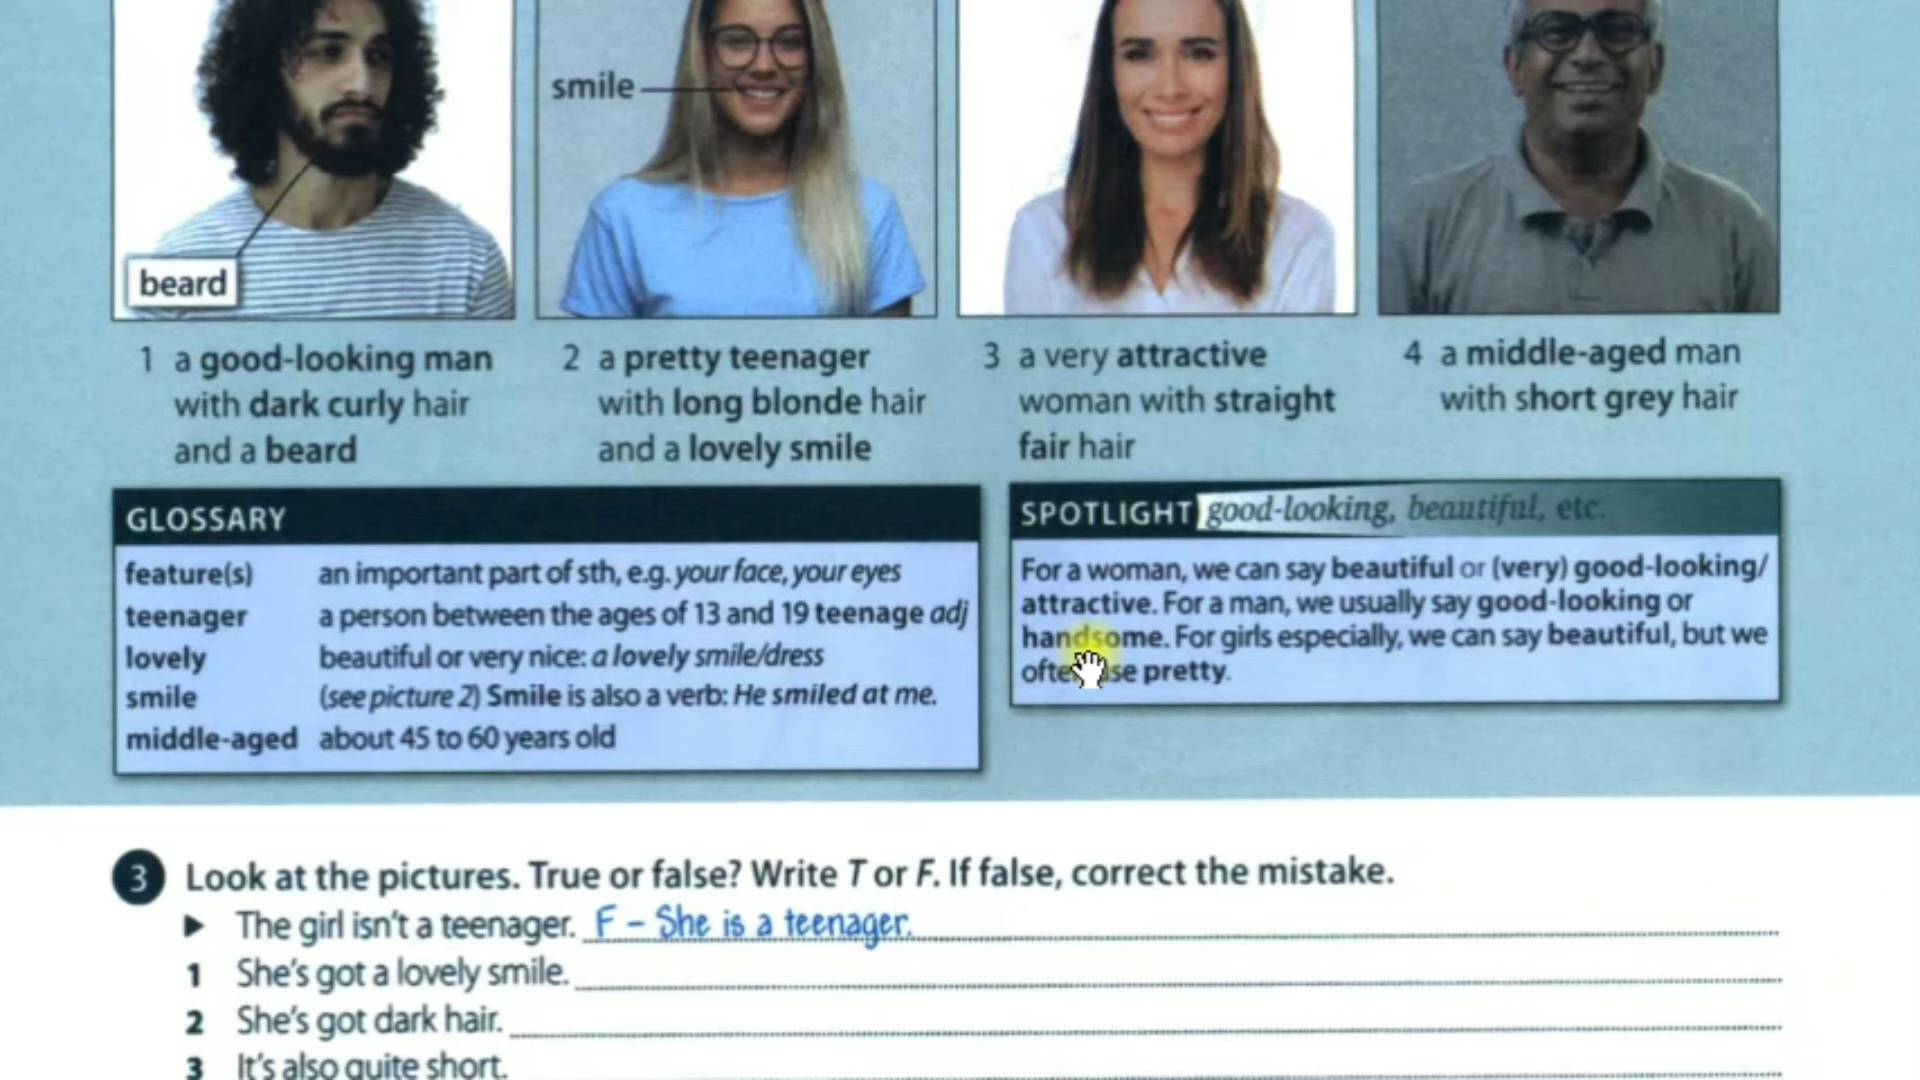 smile
beard
1 a good-looking man
with dark curly hair
and a beard
2 a pretty teenager
with long blonde hair
and a lovely smile
3 a very attractive
woman with straight
fair hair
4 a middle-aged man
with short grey hair
GLOSSARY
feature(s) an important part of sth, e.g. your face, your eyes
teenager a person between the ages of 13 and 19 teenage adj
lovely beautiful or very nice: a lovely smile/dress
smile (see picture 2) Smile is also a verb: He smiled at me.
middle-aged about 45 to 60 years old
SPOTLIGHT good-looking, beautiful, etc.
For a woman, we can say beautiful or (very) good-looking/
attractive. For a man, we usually say good-looking or
handsome. For girls especially, we can say beautiful, but we
pretty.
3 Look at the pictures. True or false? Write T or F. If false, correct the mistake.
▶ The girl isn't a teenager. F – She is a teenager.
1 She's got a lovely smile.
2 She's got dark hair.
3 It's also quite short.